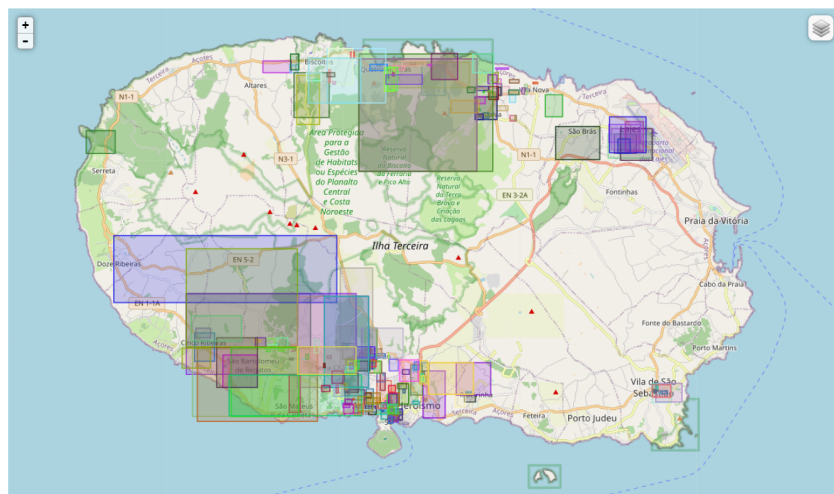 +
−
Biscoitos
Açores
Terceira
Altares
N1-1
Vila Nova
Terceira
São Brás
Área Protegida
para a
Gestão
de Habitats
ou Espécies
do Planalto
Central
e Costa
Noroeste
Reserva
Natural
do Biscoito
da Ferraria
e Pico Alto
Reserva
Natural
da Terra
Brava e
Criação
das Lagoas
N3-1
N1-1
Serreta
EN 3-2A
Fontinhas
Praia da Vitória
Ilha Terceira
Doze Ribeiras
EN 5-2
Açores
Cabo da Praia
EN 1-1A
Fonte do Bastardo
Açores
Cinco Ribeiras
Porto Martins
São Bartolomeu
de Regatos
Vila de São
Sebastião
São Mateus
Terceira
Açores
Feteira
Porto Judeu